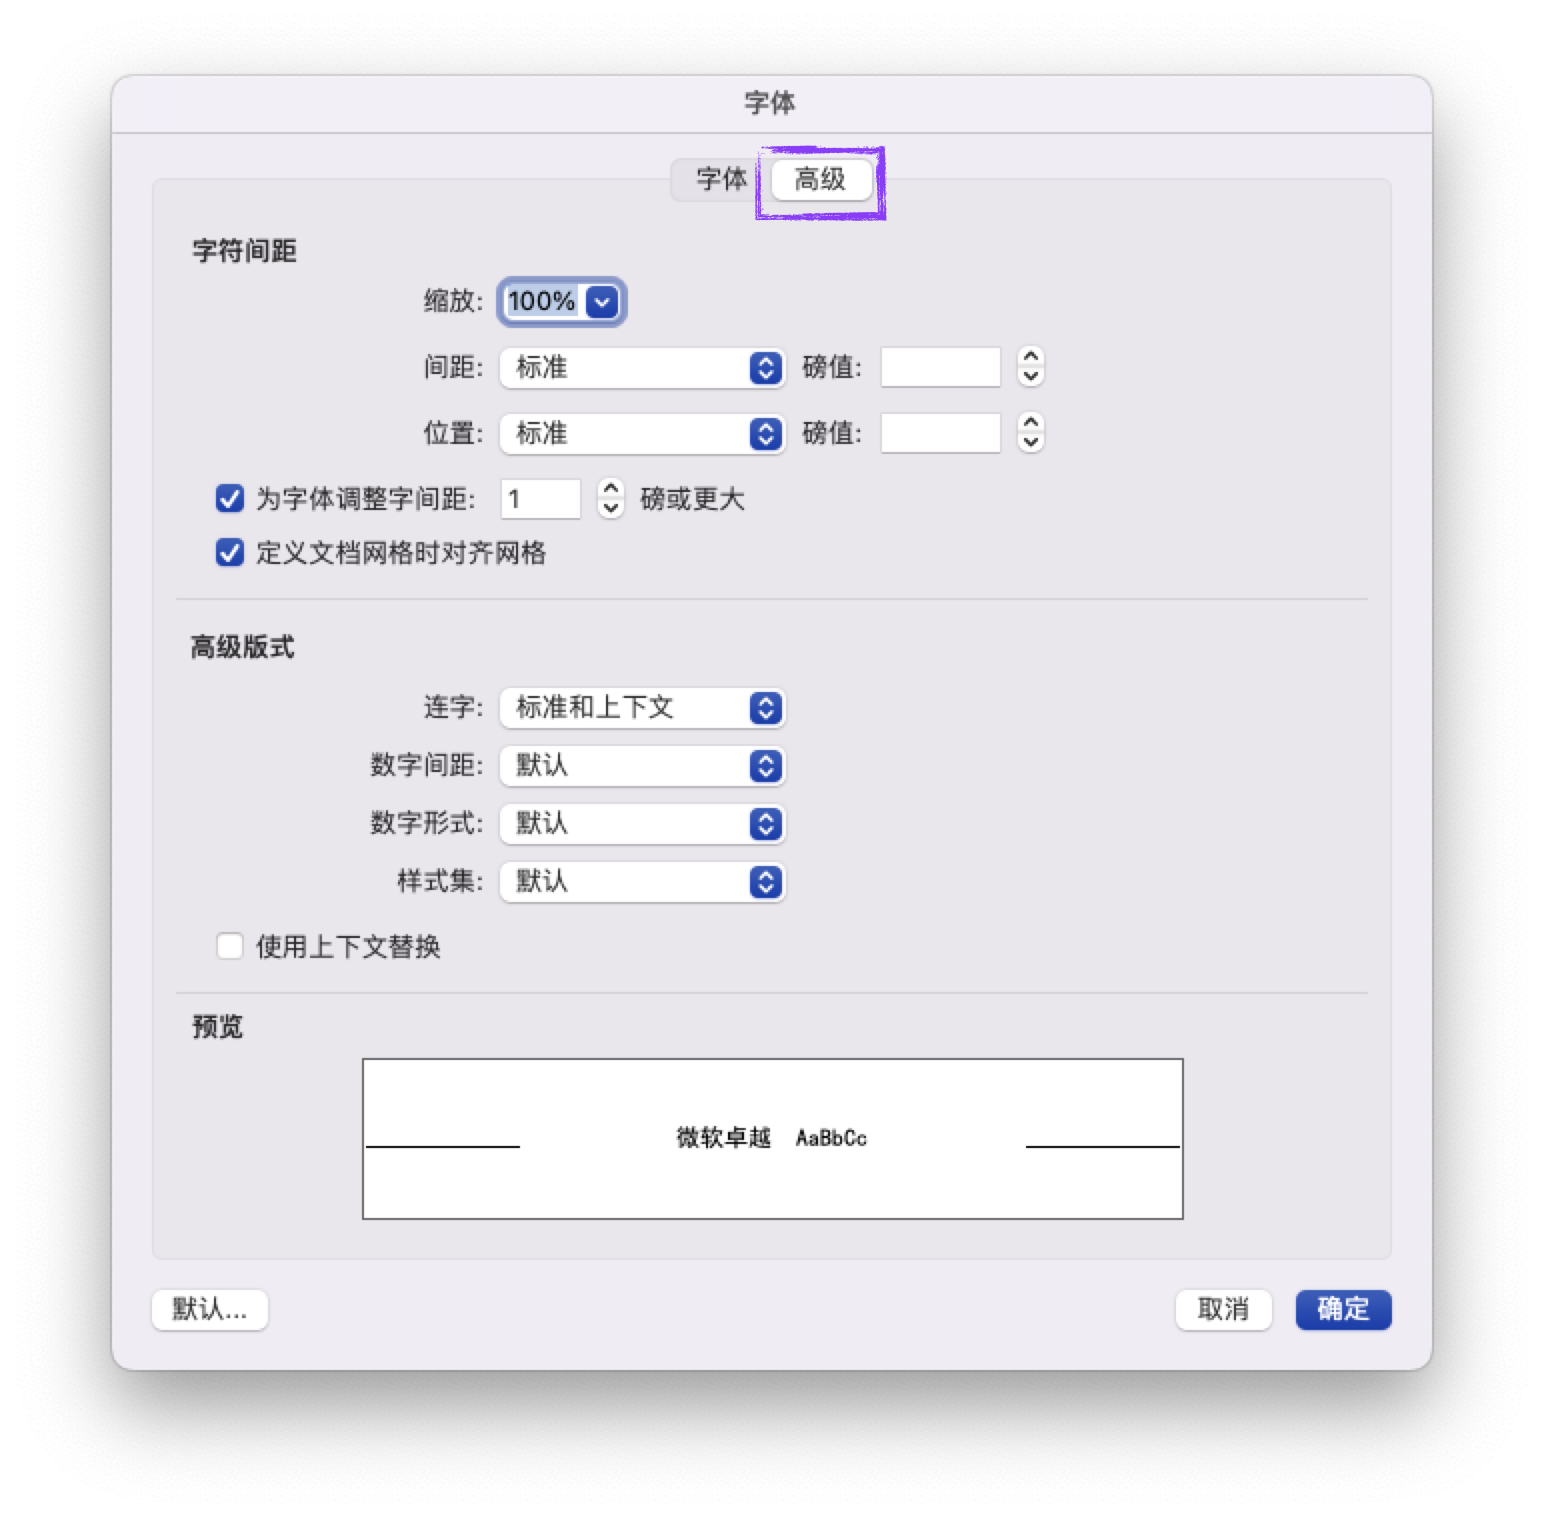 字体
字体 高级
字符间距
缩放: 100%
间距: 标准 磅值:
位置: 标准 磅值:
为字体调整字间距: 1 磅或更大
定义文档网格时对齐网格
高级版式
连字: 标准和上下文
数字间距: 默认
数字形式: 默认
样式集: 默认
使用上下文替换
预览
微软卓越 AaBbCc
默认... 取消 确定